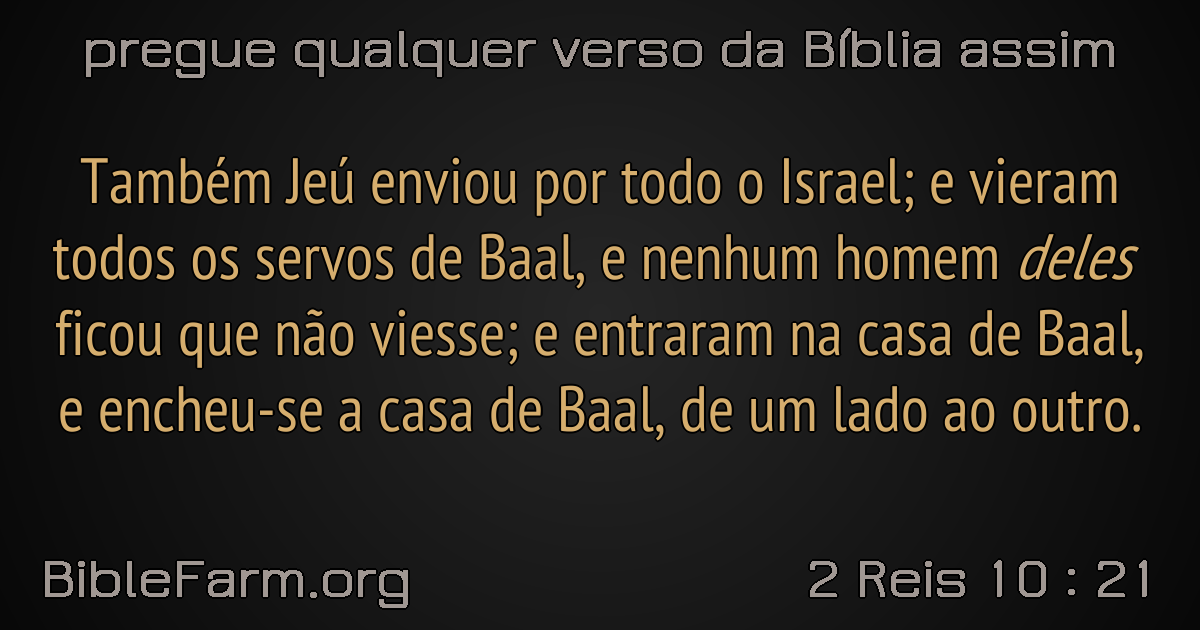 pregue qualquer verso da Bíblia assim
Também Jeú enviou por todo o Israel; e vieram
todos os servos de Baal, e nenhum homem deles
ficou que não viesse; e entraram na casa de Baal,
e encheu-se a casa de Baal, de um lado ao outro.
BibleFarm.org
2 Reis 10 : 21